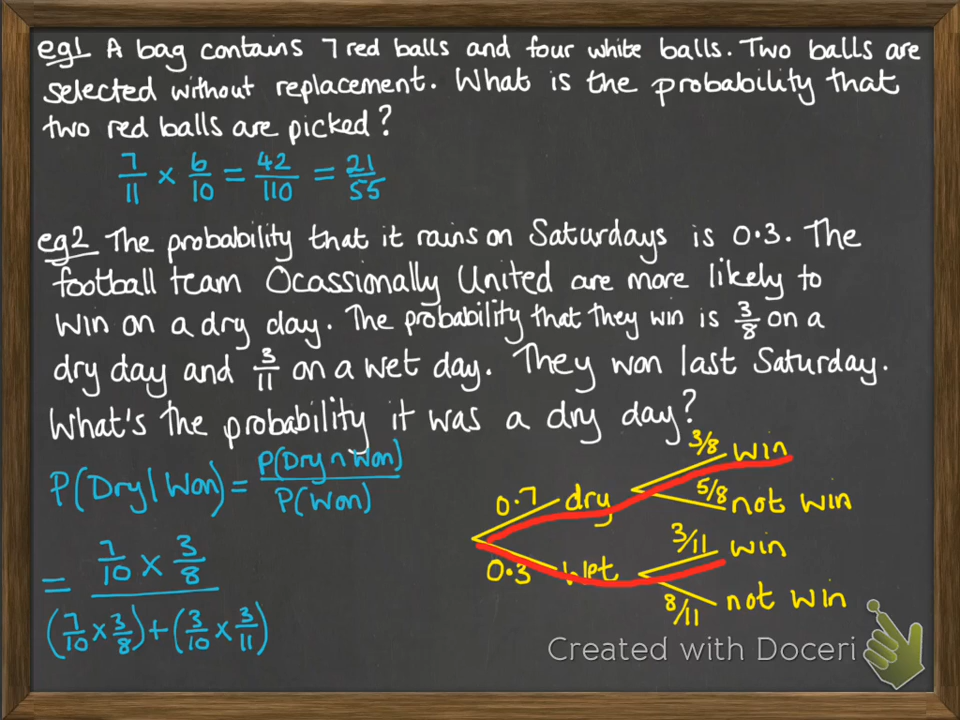 eg1 A bag contains 7 red balls and four white balls. Two balls are
selected without replacement. What is the probability that
two red balls are picked?
7/11 × 6/10 = 42/110 = 21/55
eg2 The probability that it rains on Saturdays is 0.3. The
football team Ocassionally United are more likely to
win on a dry day. The probability that they win is 3/8 on a
dry day and 3/11 on a wet day. They won last Saturday.
What's the probability it was a dry day?
P(Dry|Won) = P(Dry∩Won)/P(Won)
= (7/10 × 3/8)/((7/10 × 3/8) + (3/10 × 3/11))
3/8 win
0.7 dry
5/8 not win
3/11 win
0.3 wet
8/11 not win
Created with Doceri